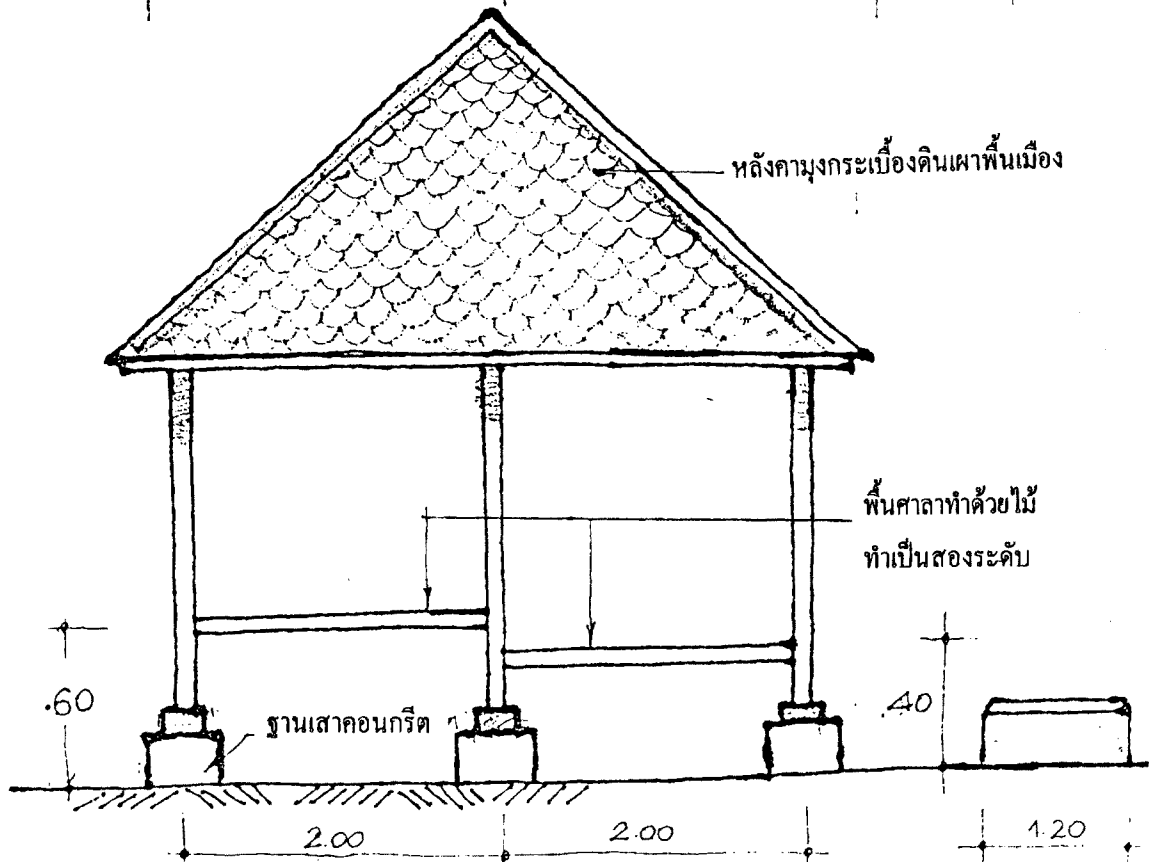 หลังคามุงกระเบื้องดินเผาพื้นเมือง
พื้นศาลาทำด้วยไม้
ทำเป็นสองระดับ
.60
ฐานเสาคอนกรีต
.40
2.00
2.00
1.20